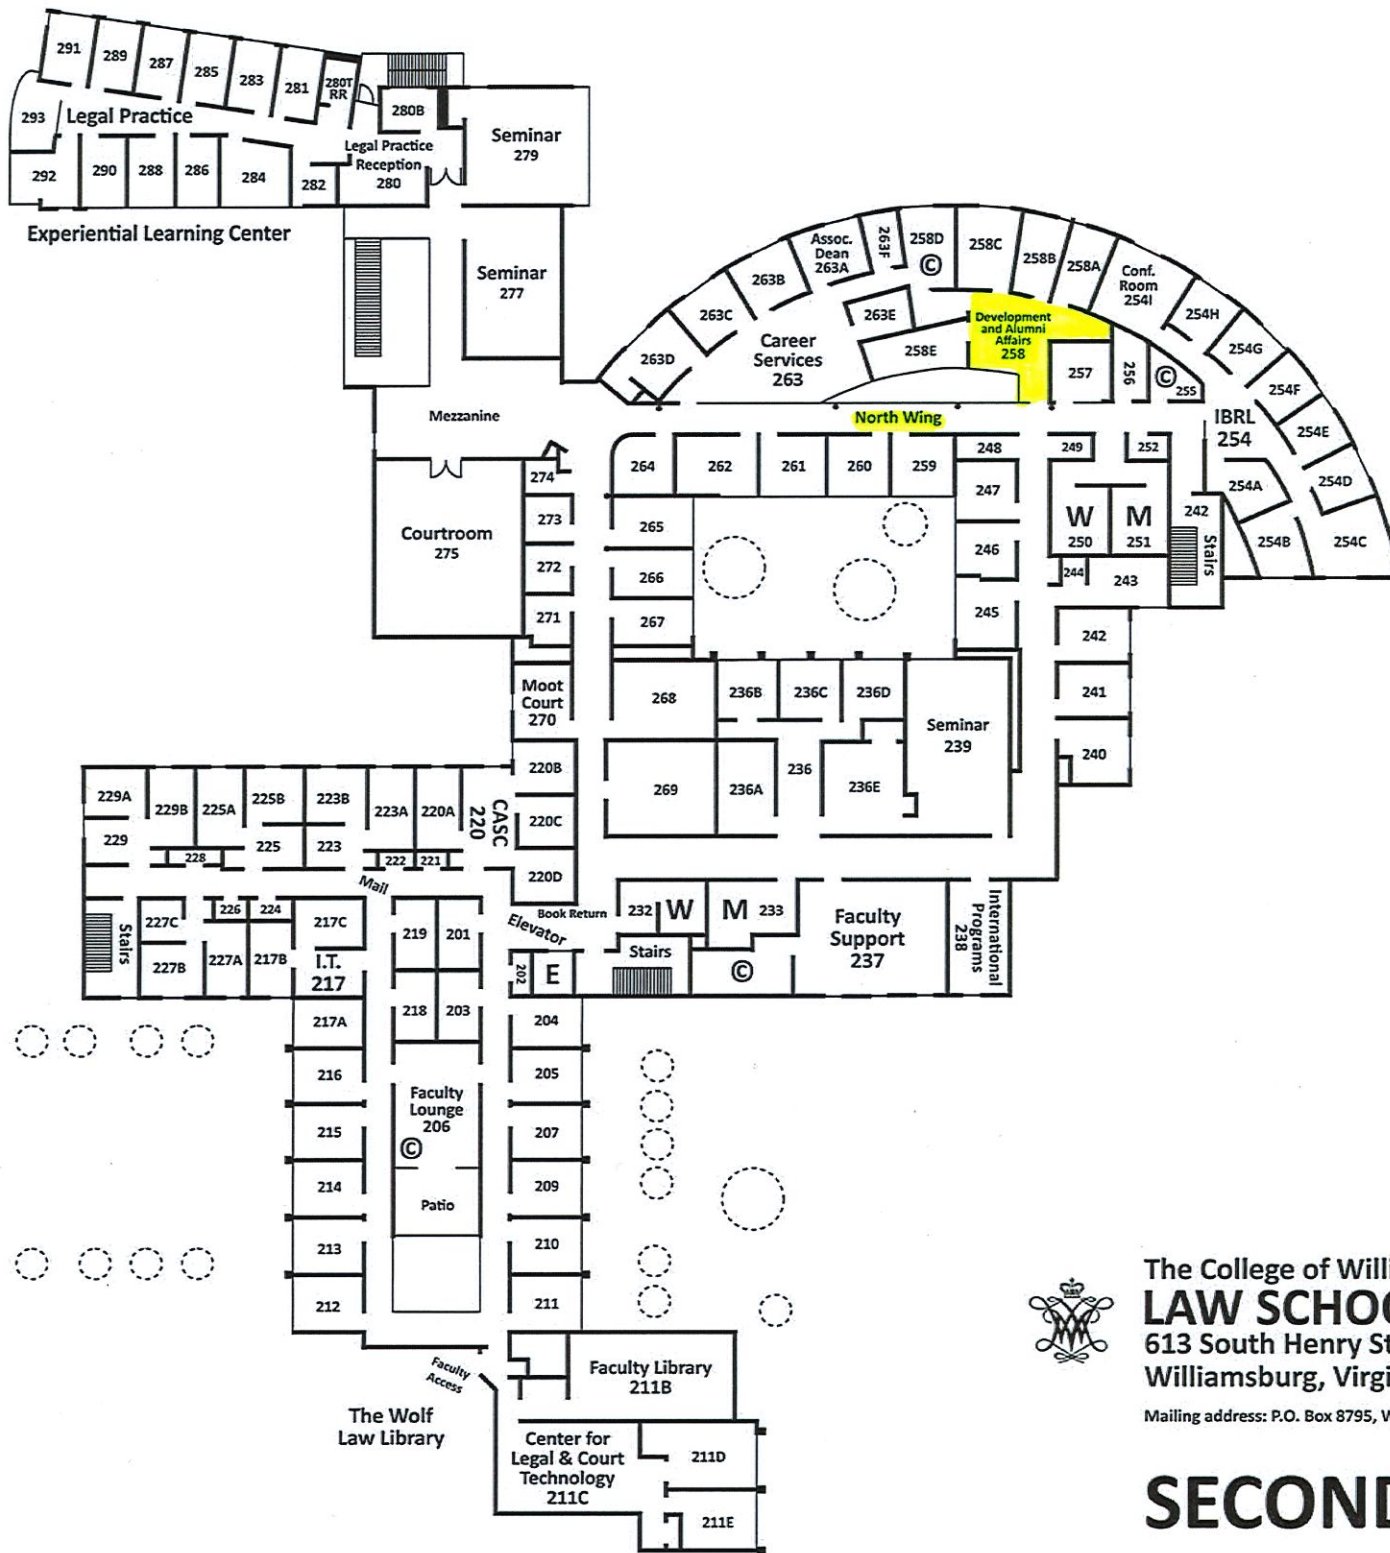 291
289
287
285
283
281
280T
RR
280B
293
Legal Practice
Seminar
279
Legal Practice
Reception
280
292
290
288
286
284
282
Experiential Learning Center
Seminar
277
Assoc.
Dean
263A
263F
258D
©
258C
258B
258A
Conf.
Room
254I
263B
263C
263D
263E
Development
and Alumni
Affairs
258
254H
254G
Career
Services
263
258E
257
256
©
255
254F
Mezzanine
North Wing
IBRL
254
254E
264
262
261
260
259
248
249
252
254D
274
247
254A
273
265
W
250
M
251
242
Stairs
254B
254C
Courtroom
275
272
266
246
244
243
271
267
245
242
Moot
Court
270
268
236B
236C
236D
Seminar
239
241
240
220B
269
236A
236
236E
229A
229B
225A
225B
223B
223A
220A
CASC
220
220C
229
228
225
223
222
221
220D
Mail
227C
226
224
217C
219
201
Elevator
Book Return
232
W
M
233
Faculty
Support
237
International
Programs
238
Stairs
227B
227A
217B
I.T.
217
202
E
Stairs
©
217A
218
203
204
216
205
Faculty
Lounge
206
©
215
207
214
Patio
209
213
210
212
211
Faculty
Access
Faculty Library
211B
The Wolf
Law Library
Center for
Legal & Court
Technology
211C
211D
211E
The College of Willi
LAW SCHOO
613 South Henry St
Williamsburg, Virgi
Mailing address: P.O. Box 8795, W
SECOND